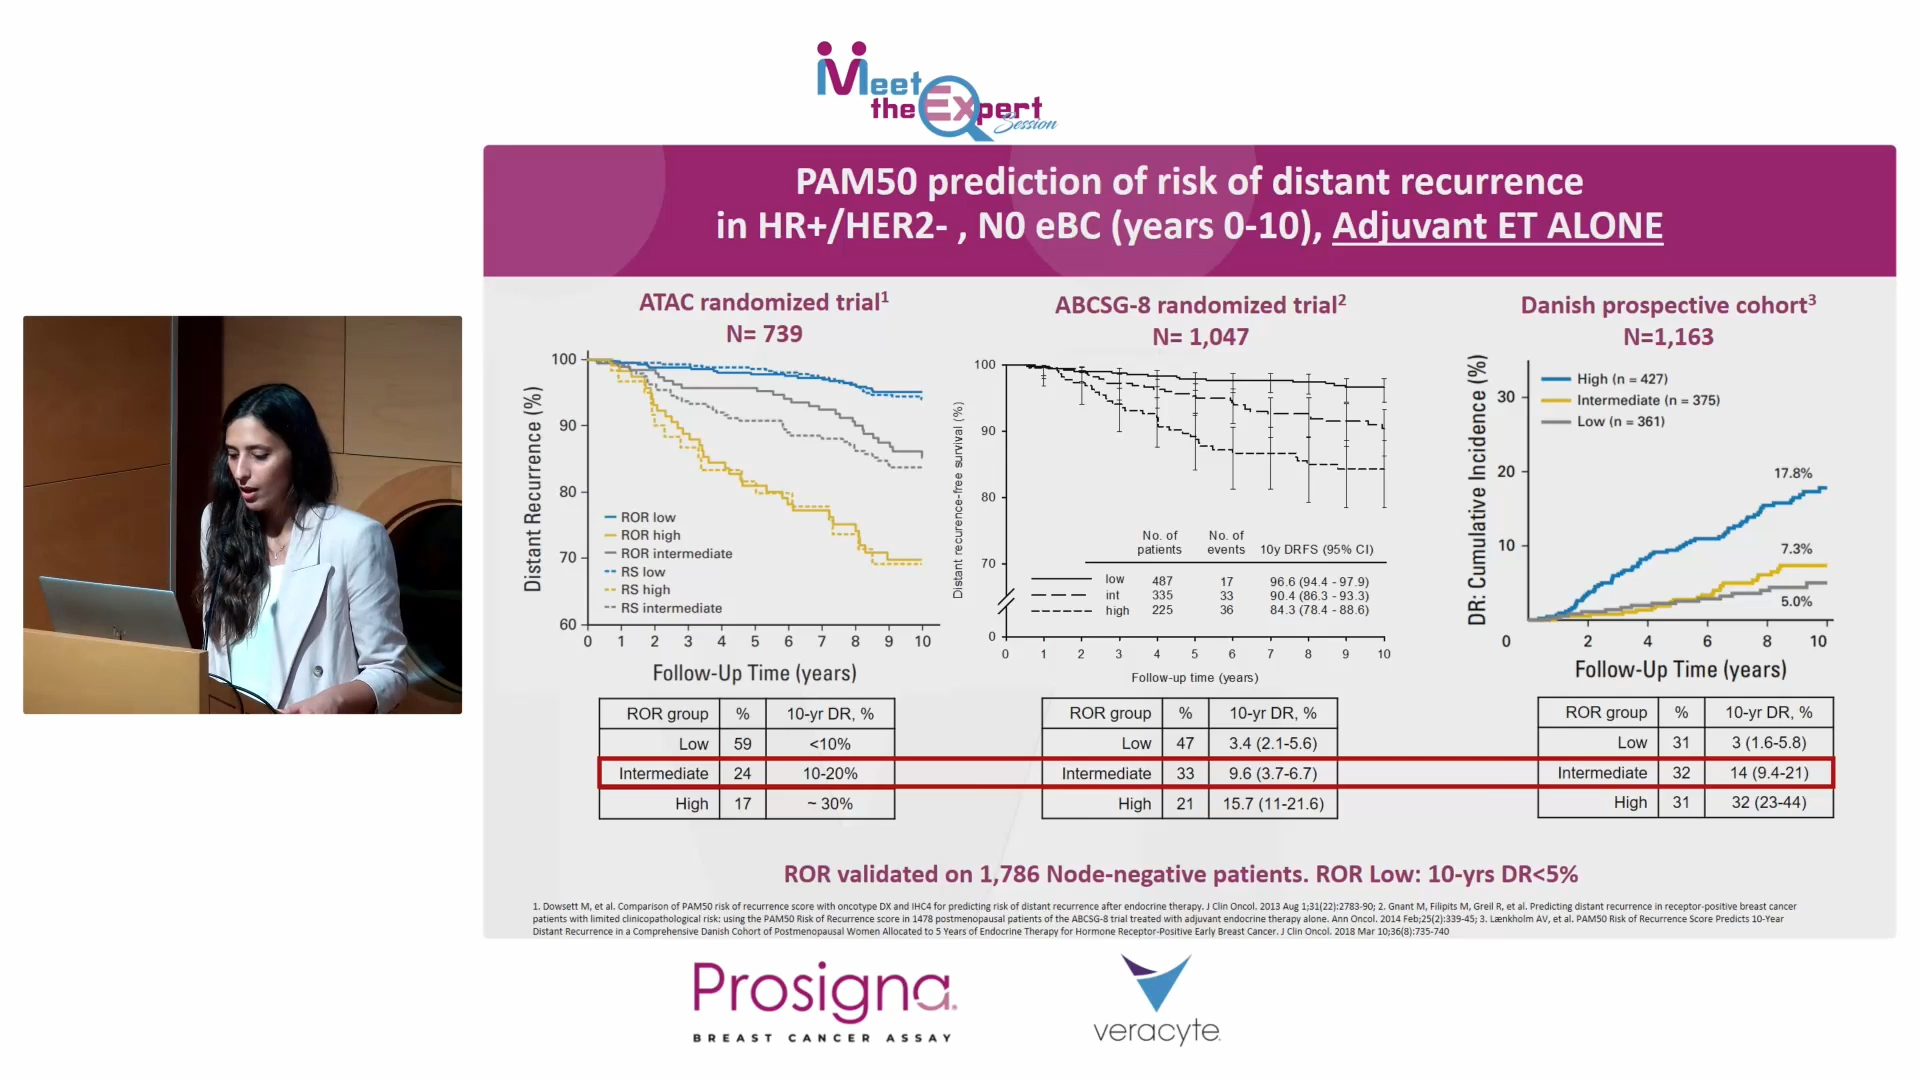 Meet
the Expert
Session
PAM50 prediction of risk of distant recurrence
in HR+/HER2- , N0 eBC (years 0-10), Adjuvant ET ALONE
ATAC randomized trial1
N= 739
Distant Recurrence (%)
100
90
80
70
60
ROR low
ROR high
ROR intermediate
RS low
RS high
RS intermediate
0 1 2 3 4 5 6 7 8 9 10
Follow-Up Time (years)
ROR group % 10-yr DR, %
Low 59 <10%
Intermediate 24 10-20%
High 17 ~ 30%
ABCSG-8 randomized trial2
N= 1,047
Distant recurrence-free survival (%)
100
90
80
70
0
No. of patients No. of events 10y DRFS (95% CI)
low 487 17 96.6 (94.4 - 97.9)
int 335 33 90.4 (86.3 - 93.3)
high 225 36 84.3 (78.4 - 88.6)
0 1 2 3 4 5 6 7 8 9 10
Follow-up time (years)
ROR group % 10-yr DR, %
Low 47 3.4 (2.1-5.6)
Intermediate 33 9.6 (3.7-6.7)
High 21 15.7 (11-21.6)
Danish prospective cohort3
N=1,163
DR: Cumulative Incidence (%)
30
20
10
High (n = 427)
Intermediate (n = 375)
Low (n = 361)
17.8%
7.3%
5.0%
0 2 4 6 8 10
Follow-Up Time (years)
ROR group % 10-yr DR, %
Low 31 3 (1.6-5.8)
Intermediate 32 14 (9.4-21)
High 31 32 (23-44)
ROR validated on 1,786 Node-negative patients. ROR Low: 10-yrs DR<5%
1. Dowsett M, et al. Comparison of PAM50 risk of recurrence score with oncotype DX and IHC4 for predicting risk of distant recurrence after endocrine therapy. J Clin Oncol. 2013 Aug 1;31(22):2783-90; 2. Gnant M, Filipits M, Greil R, et al. Predicting distant recurrence in receptor-positive breast cancer
patients with limited clinicopathological risk: using the PAM50 Risk of Recurrence score in 1478 postmenopausal patients of the ABCSG-8 trial treated with adjuvant endocrine therapy alone. Ann Oncol. 2014 Feb;25(2):339-45; 3. Lænkholm AV, et al. PAM50 Risk of Recurrence Score Predicts 10-Year
Distant Recurrence in a Comprehensive Danish Cohort of Postmenopausal Women Allocated to 5 Years of Endocrine Therapy for Hormone Receptor-Positive Early Breast Cancer. J Clin Oncol. 2018 Mar 10;36(8):735-740
Prosigna.
BREAST CANCER ASSAY
veracyte.